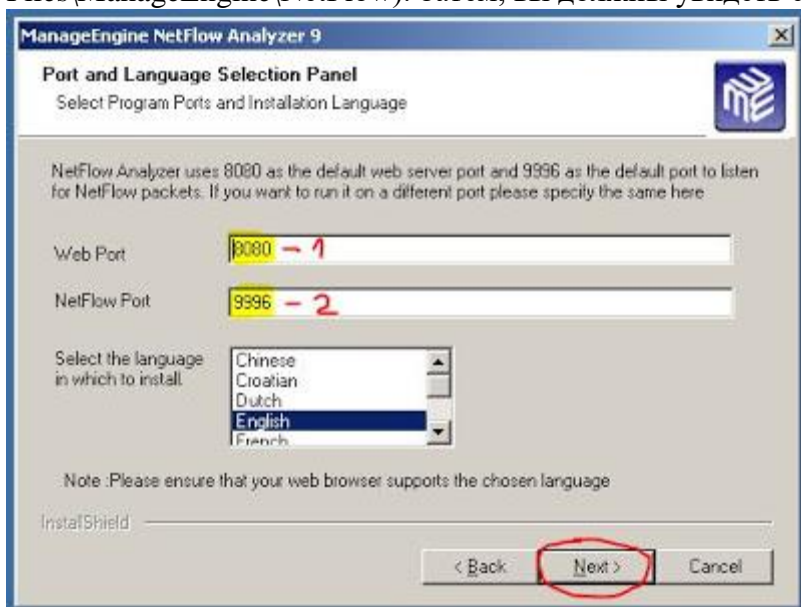 ManageEngine NetFlow Analyzer 9
Port and Language Selection Panel
Select Program Ports and Installation Language
NetFlow Analyzer uses 8080 as the default web server port and 9996 as the default port to listen
for NetFlow packets. If you want to run it on a different port please specify the same here
Web Port
8080 - 1
NetFlow Port
9996 - 2
Select the language
in which to install.
Chinese
Croatian
Dutch
English
French
Note :Please ensure that your web browser supports the chosen language
InstallShield
< Back
Next >
Cancel